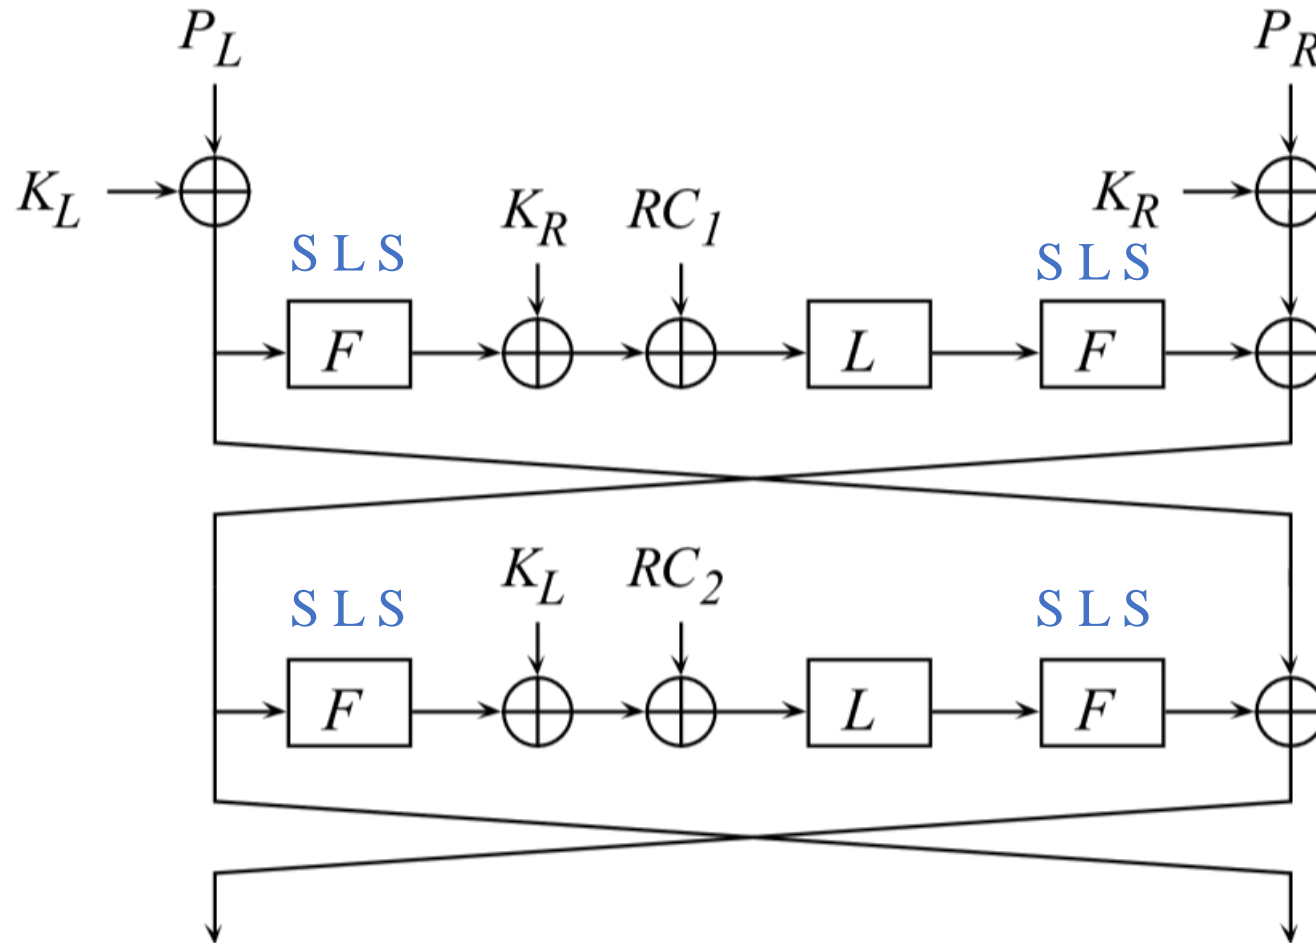 P_L P_R
K_L K_R RC_1 K_R
S L S S L S
F L F
K_L RC_2
S L S S L S
F L F